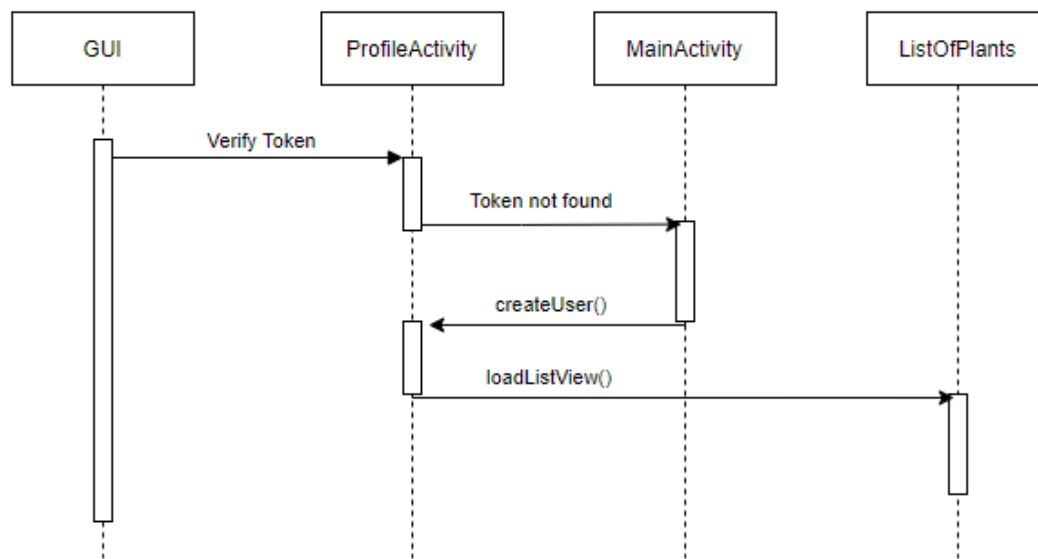 GUI
ProfileActivity
MainActivity
ListOfPlants
Verify Token
Token not found
createUser()
loadListView()